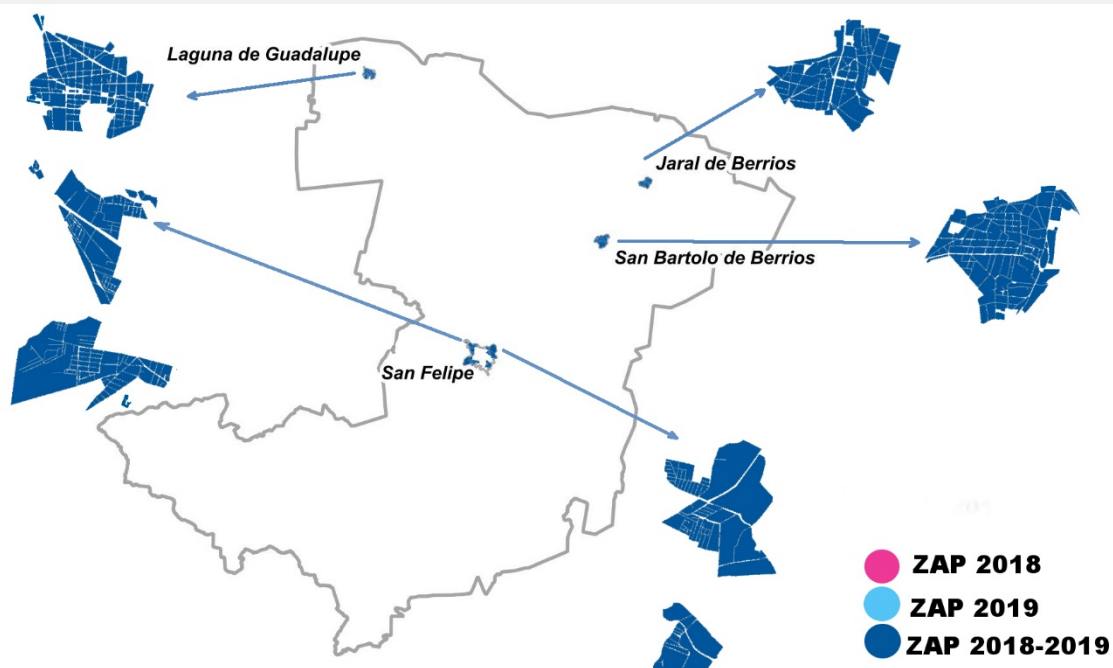 Laguna de Guadalupe
Jaral de Berrios
San Bartolo de Berrios
San Felipe
ZAP 2018
ZAP 2019
ZAP 2018-2019